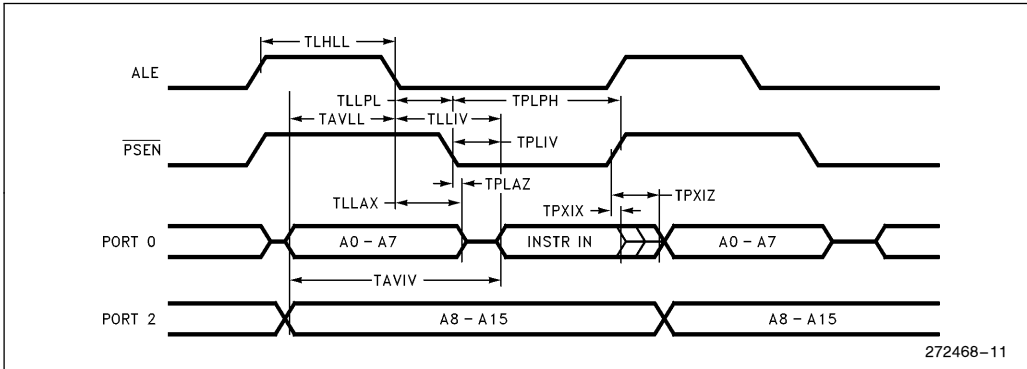 TLHLL
ALE
TLLPL
TPLPH
TAVLL
TLLIV
PSEN
TPLIV
TPLAZ
TLLAX
TPXIZ
TPXIX
PORT 0
A0 – A7
INSTR IN
A0 – A7
TAVIV
PORT 2
A8 – A15
A8 – A15
272468–11